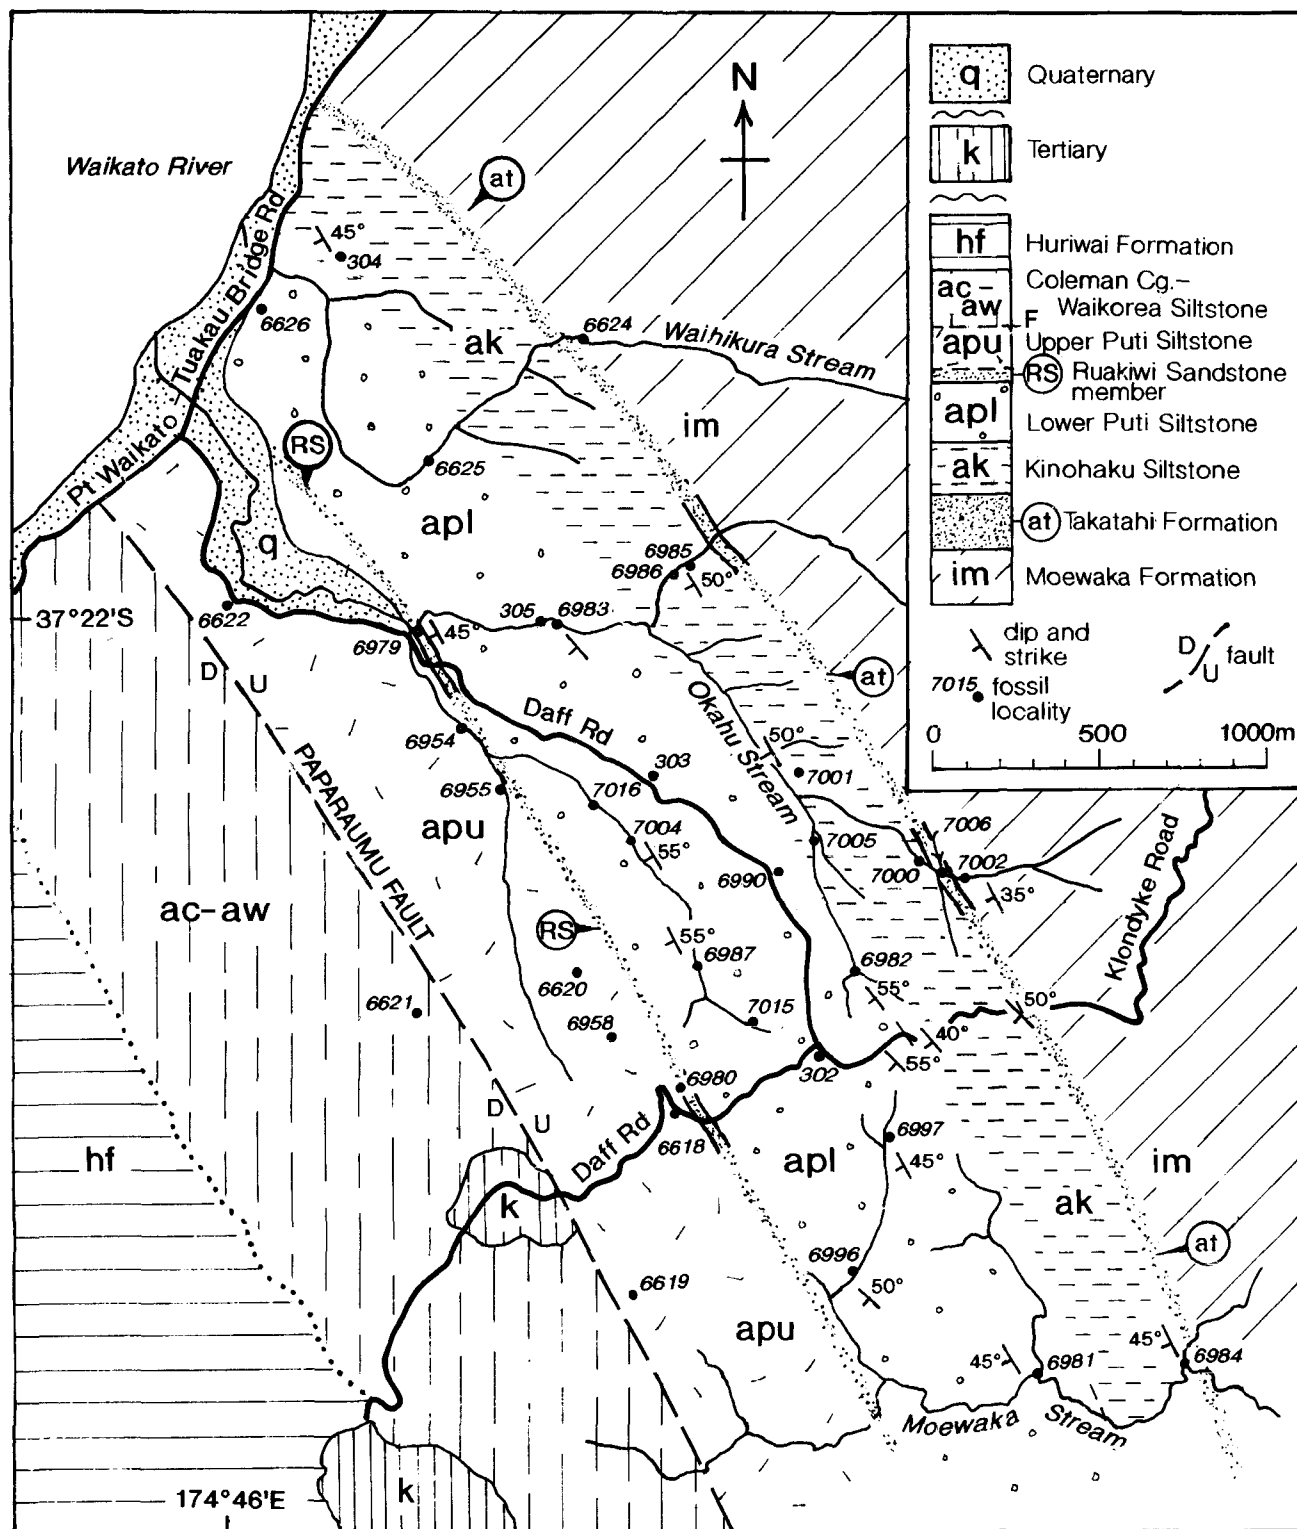 N
Waikato River
Pt Waikato - Tuakau Bridge Rd
at
45°
304
6626
6624
Waihikura Stream
ak
im
RS
6625
apl
q
6985
6986
50°
37°22'S
6622
305
6983
6979
45°
D
U
at
Daff Rd
Okahu Stream
6954
50°
7001
303
6955
7016
apu
7004
55°
7005
7006
7000
7002
35°
6990
PAPARAUMU FAULT
ac-aw
RS
55°
6987
6982
55°
Klondyke Road
6620
6621
6958
7015
50°
40°
55°
302
6980
D
U
6618
Daff Rd
hf
apl
6997
45°
im
ak
k
at
6996
50°
6619
apu
45°
6984
45°
6981
Moewaka Stream
k
174°46'E
q Quaternary
k Tertiary
hf Huriwai Formation
ac-aw Coleman Cg.-
Waikorea Siltstone
F
apu Upper Puti Siltstone
RS Ruakiwi Sandstone
member
apl Lower Puti Siltstone
ak Kinohaku Siltstone
at Takatahi Formation
im Moewaka Formation
dip and
strike
D
U
fault
7015 fossil
locality
0 500 1000m